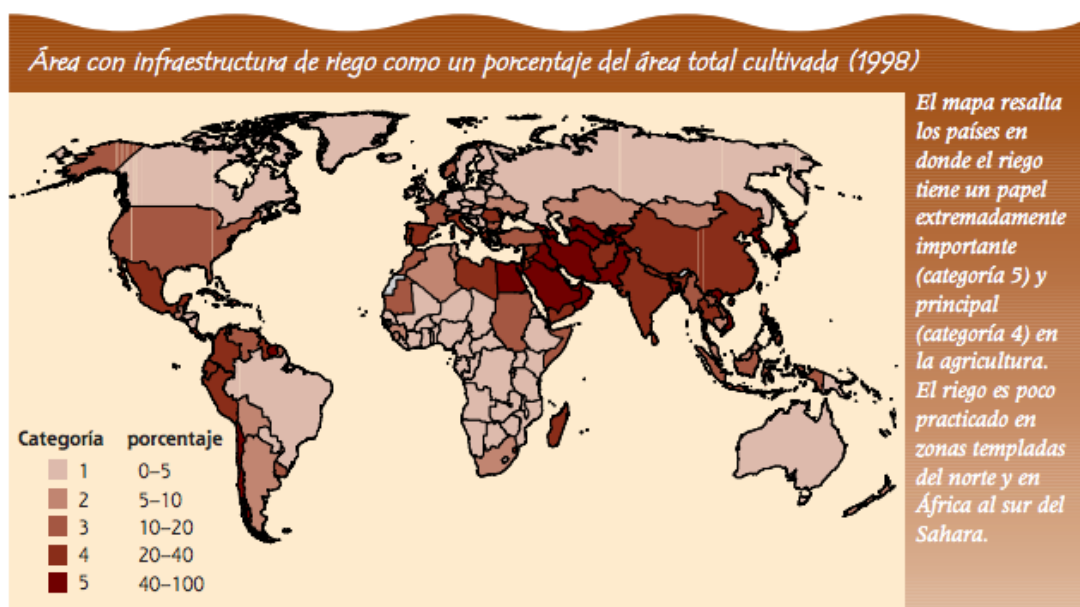 Área con infraestructura de riego como un porcentaje del área total cultivada (1998)
El mapa resalta
los países en
donde el riego
tiene un papel
extremadamente
importante
(categoría 5) y
principal
(categoría 4) en
la agricultura.
El riego es poco
practicado en
zonas templadas
del norte y en
África al sur del
Sahara.
Categoría porcentaje
1 0–5
2 5–10
3 10–20
4 20–40
5 40–100